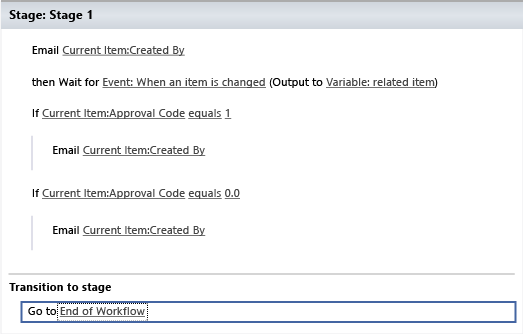 Stage: Stage 1
Email Current Item:Created By
then Wait for Event: When an item is changed (Output to Variable: related item)
If Current Item:Approval Code equals 1
Email Current Item:Created By
If Current Item:Approval Code equals 0.0
Email Current Item:Created By
Transition to stage
Go to End of Workflow